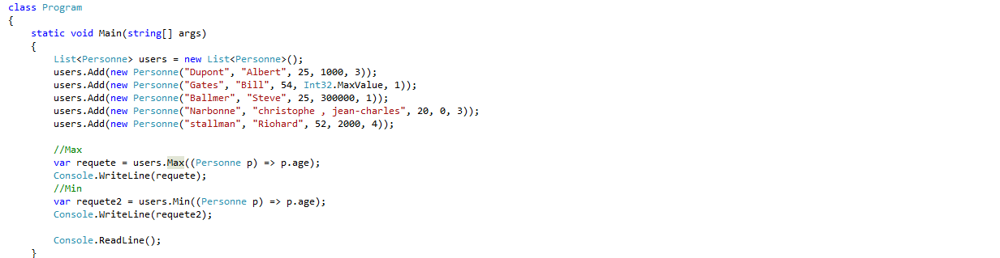 class Program
{
    static void Main(string[] args)
    {
        List<Personne> users = new List<Personne>();
        users.Add(new Personne("Dupont", "Albert", 25, 1000, 3));
        users.Add(new Personne("Gates", "Bill", 54, Int32.MaxValue, 1));
        users.Add(new Personne("Ballmer", "Steve", 25, 300000, 1));
        users.Add(new Personne("Narbonne", "christophe , jean-charles", 20, 0, 3));
        users.Add(new Personne("stallman", "Riohard", 52, 2000, 4));

        //Max
        var requete = users.Max((Personne p) => p.age);
        Console.WriteLine(requete);
        //Min
        var requete2 = users.Min((Personne p) => p.age);
        Console.WriteLine(requete2);

        Console.ReadLine();
    }